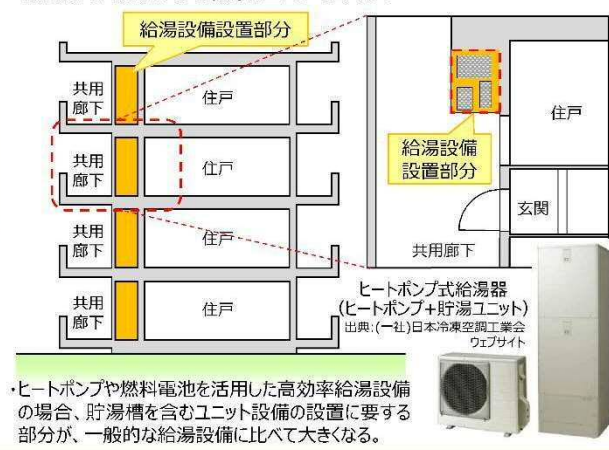 給湯設備設置部分
共用
廊下
住戸
共用
廊下
住戸
共用
廊下
住戸
共用
廊下
住戸
給湯設備
設置部分
住戸
玄関
共用廊下
ヒートポンプ式給湯器
(ヒートポンプ+貯湯ユニット)
出典:(一社)日本冷凍空調工業会
ウェブサイト
・ヒートポンプや燃料電池を活用した高効率給湯設備
の場合、貯湯槽を含むユニット設備の設置に要する
部分が、一般的な給湯設備に比べて大きくなる。